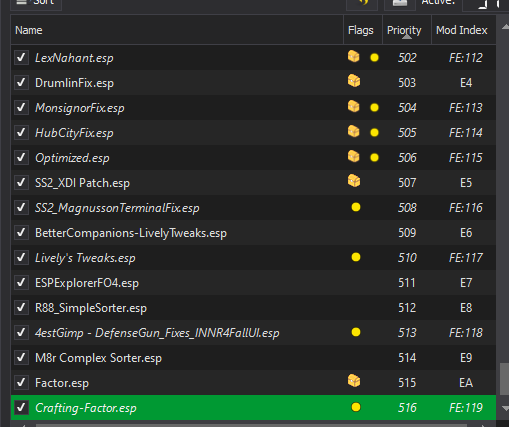 Sort
Active:
Name Flags Priority Mod Index
LexNahant.esp 502 FE:112
DrumlinFix.esp 503 E4
MonsignorFix.esp 504 FE:113
HubCityFix.esp 505 FE:114
Optimized.esp 506 FE:115
SS2_XDI Patch.esp 507 E5
SS2_MagnussonTerminalFix.esp 508 FE:116
BetterCompanions-LivelyTweaks.esp 509 E6
Lively's Tweaks.esp 510 FE:117
ESPExplorerFO4.esp 511 E7
R88_SimpleSorter.esp 512 E8
4estGimp - DefenseGun_Fixes_INNR4FallUI.esp 513 FE:118
M8r Complex Sorter.esp 514 E9
Factor.esp 515 EA
Crafting-Factor.esp 516 FE:119